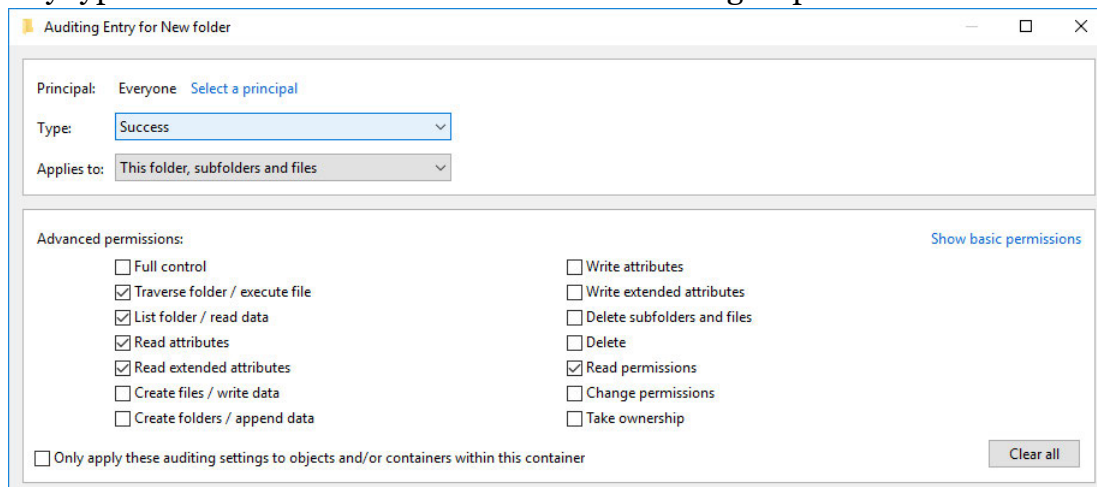 Auditing Entry for New folder
Principal: Everyone Select a principal
Type: Success
Applies to: This folder, subfolders and files
Advanced permissions: Show basic permissions
Full control Write attributes
Traverse folder / execute file Write extended attributes
List folder / read data Delete subfolders and files
Read attributes Delete
Read extended attributes Read permissions
Create files / write data Change permissions
Create folders / append data Take ownership
Only apply these auditing settings to objects and/or containers within this container Clear all